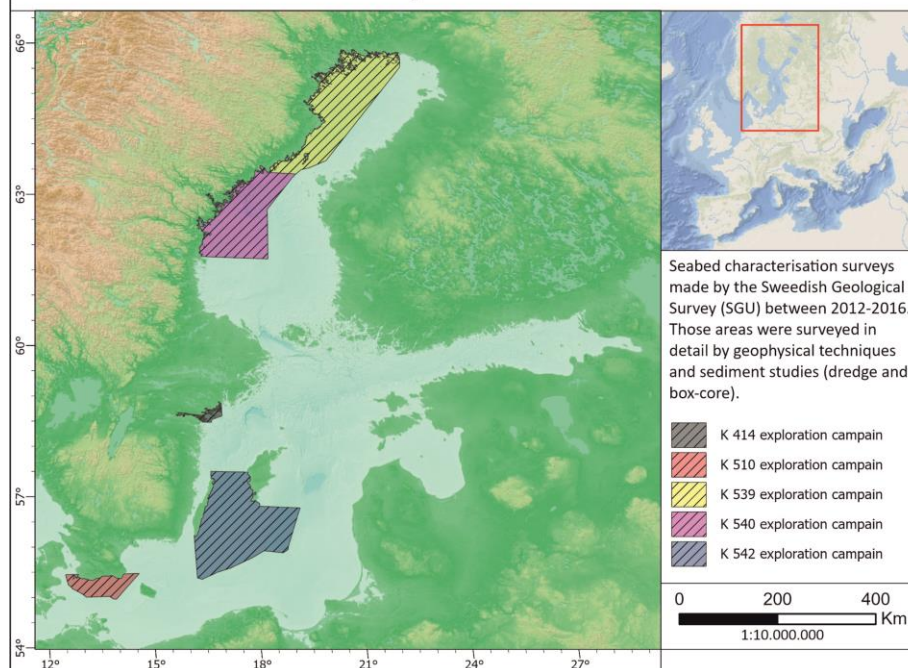 66°
63°
60°
57°
54°
12°
15°
18°
21°
24°
27°
Seabed characterisation surveys
made by the Sweedish Geological
Survey (SGU) between 2012-2016.
Those areas were surveyed in
detail by geophysical techniques
and sediment studies (dredge and
box-core).
K 414 exploration campain
K 510 exploration campain
K 539 exploration campain
K 540 exploration campain
K 542 exploration campain
0 200 400
Km
1:10.000.000